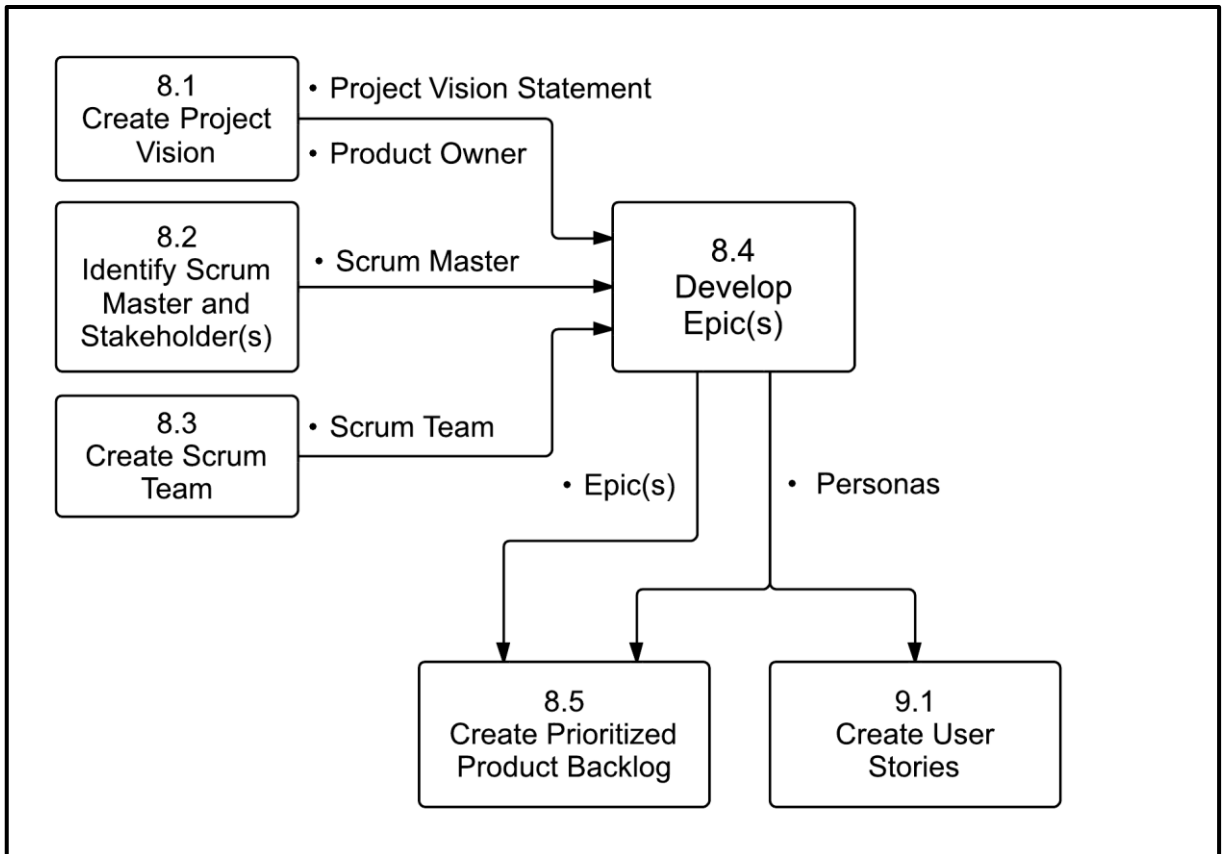 8.1
Create Project
Vision
• Project Vision Statement
• Product Owner
8.2
Identify Scrum
Master and
Stakeholder(s)
• Scrum Master
8.3
Create Scrum
Team
• Scrum Team
8.4
Develop
Epic(s)
• Epic(s)
• Personas
8.5
Create Prioritized
Product Backlog
9.1
Create User
Stories